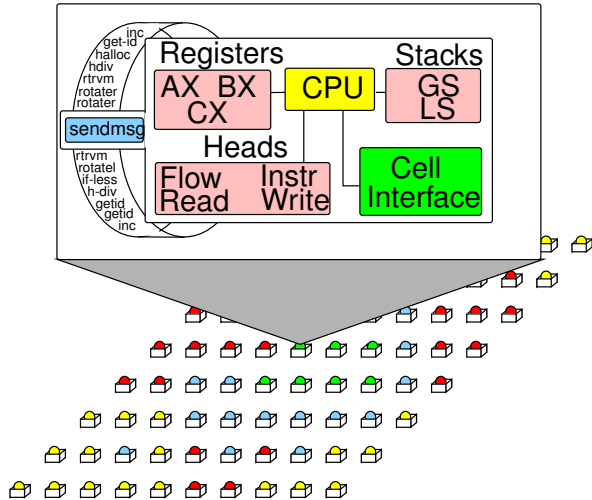 inc
get-id
halloc
hdiv
rtrvm
rotater
rotater
sendmsg
rtrvm
rotatel
if-less
h-div
getid
getid
inc
Registers
AX BX
CX
CPU
Stacks
GS
LS
Heads
Flow Instr
Read Write
Cell
Interface